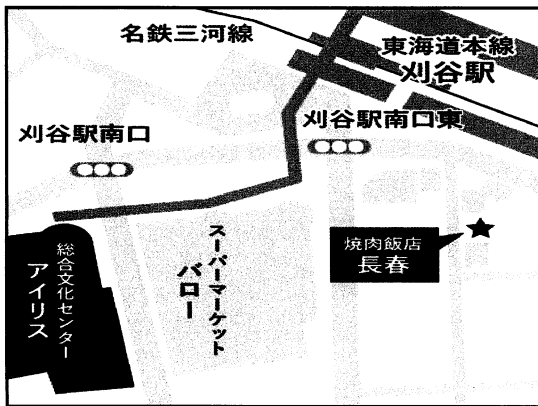 名鉄三河線
東海道本線
刈谷駅
刈谷駅南口
刈谷駅南口東
焼肉飯店
長春
スーパーマーケット
バロー
総合文化センター
アイリス